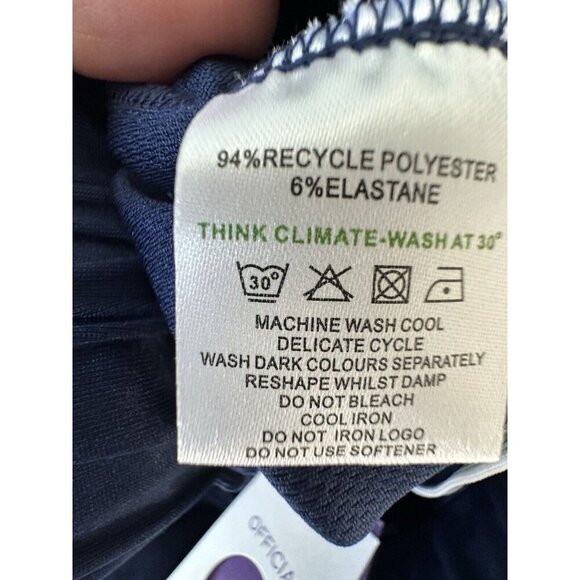 94%RECYCLE POLYESTER
6%ELASTANE
THINK CLIMATE-WASH AT 30°
30°
MACHINE WASH COOL
DELICATE CYCLE
WASH DARK COLOURS SEPARATELY
RESHAPE WHILST DAMP
DO NOT BLEACH
COOL IRON
DO NOT IRON LOGO
DO NOT USE SOFTENER
OFFICIA